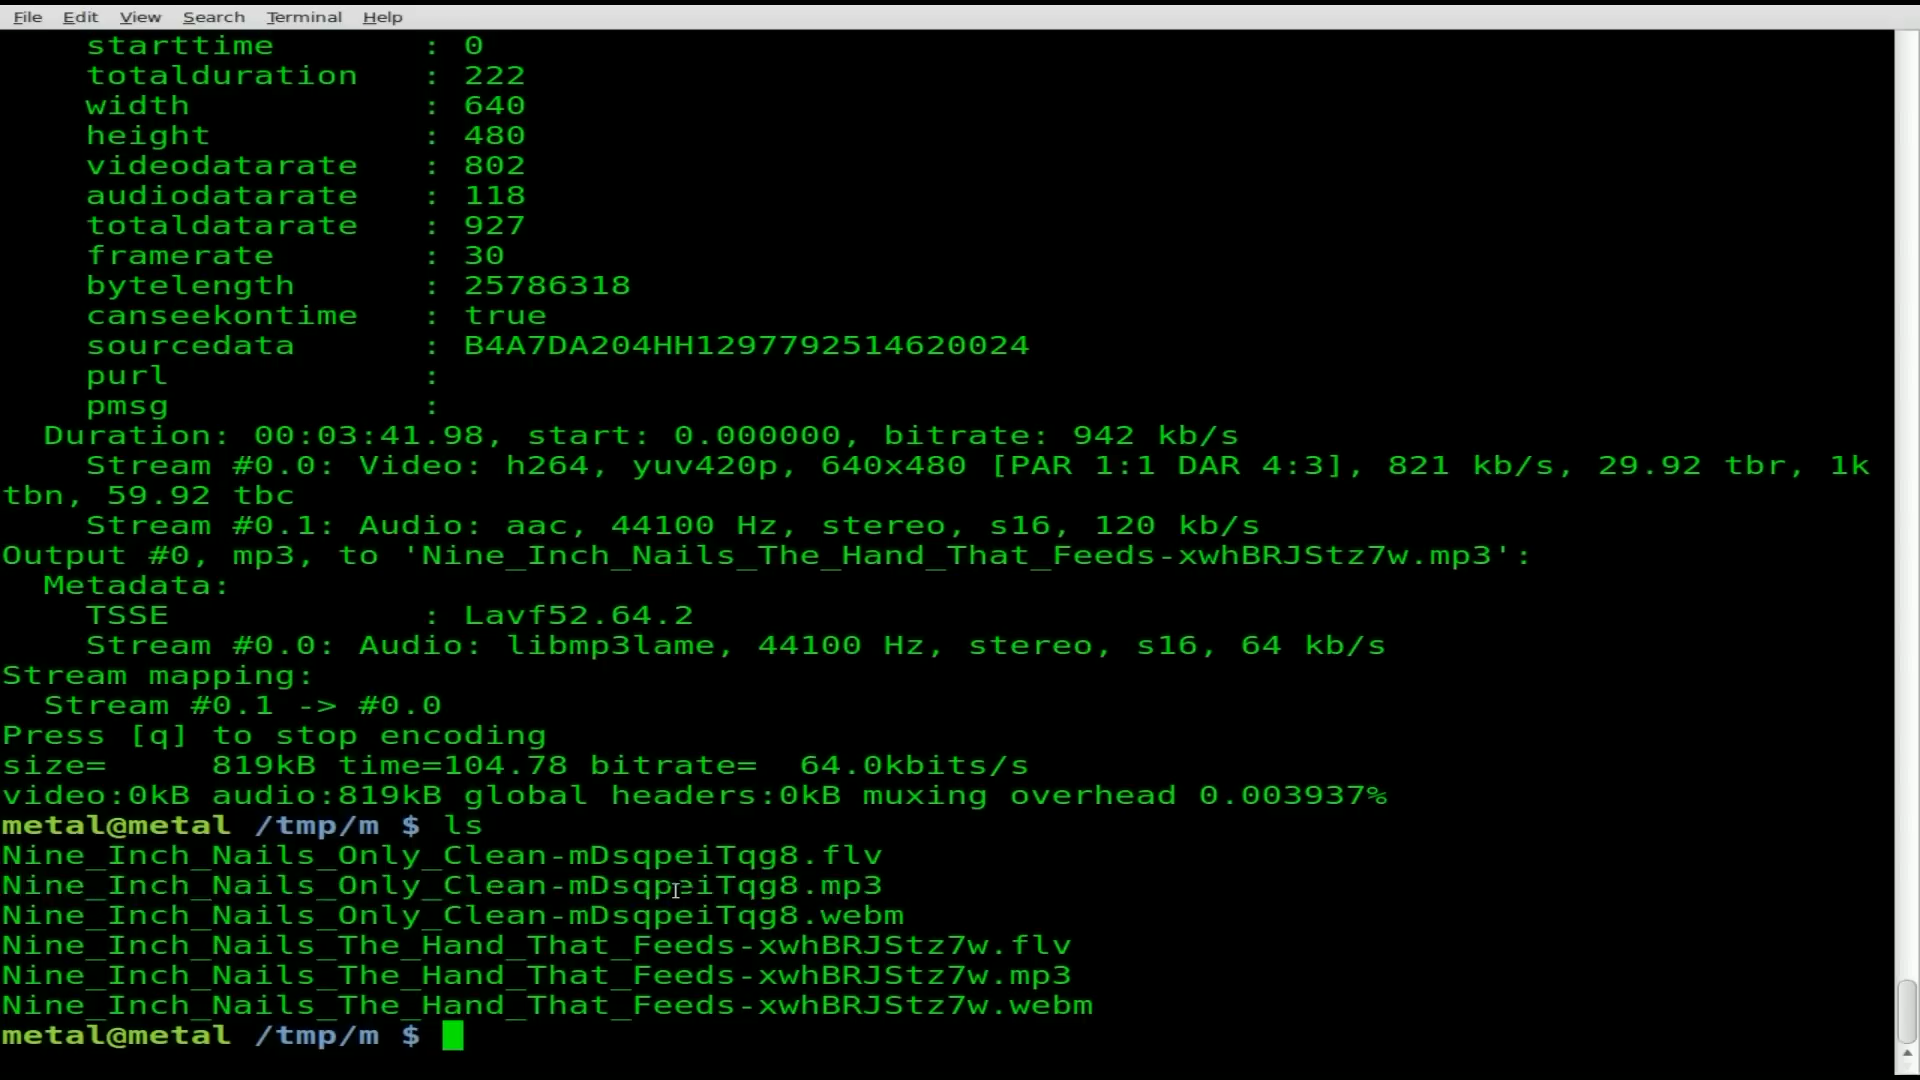 File Edit View Search Terminal Help
starttime : 0
totalduration : 222
width : 640
height : 480
videodatarate : 802
audiodatarate : 118
totaldatarate : 927
framerate : 30
bytelength : 25786318
canseekontime : true
sourcedata : B4A7DA204HH1297792514620024
purl :
pmsg :
Duration: 00:03:41.98, start: 0.000000, bitrate: 942 kb/s
Stream #0.0: Video: h264, yuv420p, 640x480 [PAR 1:1 DAR 4:3], 821 kb/s, 29.92 tbr, 1k
tbn, 59.92 tbc
Stream #0.1: Audio: aac, 44100 Hz, stereo, s16, 120 kb/s
Output #0, mp3, to 'Nine_Inch_Nails_The_Hand_That_Feeds-xwhBRJStz7w.mp3':
Metadata:
TSSE : Lavf52.64.2
Stream #0.0: Audio: libmp3lame, 44100 Hz, stereo, s16, 64 kb/s
Stream mapping:
Stream #0.1 -> #0.0
Press [q] to stop encoding
size= 819kB time=104.78 bitrate= 64.0kbits/s
video:0kB audio:819kB global headers:0kB muxing overhead 0.003937%
metal@metal /tmp/m $ ls
Nine_Inch_Nails_Only_Clean-mDsqpeiTqg8.flv
Nine_Inch_Nails_Only_Clean-mDsqpeiTqg8.mp3
Nine_Inch_Nails_Only_Clean-mDsqpeiTqg8.webm
Nine_Inch_Nails_The_Hand_That_Feeds-xwhBRJStz7w.flv
Nine_Inch_Nails_The_Hand_That_Feeds-xwhBRJStz7w.mp3
Nine_Inch_Nails_The_Hand_That_Feeds-xwhBRJStz7w.webm
metal@metal /tmp/m $